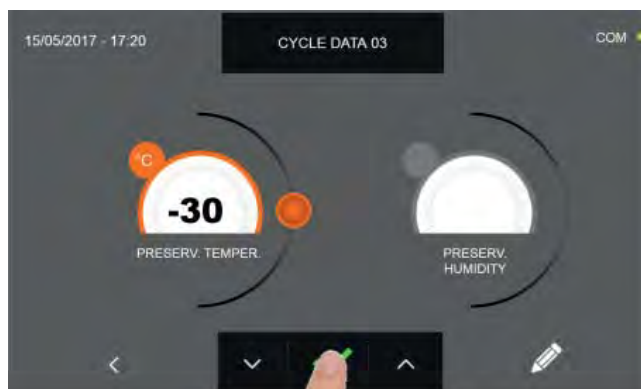 15/05/2017 - 17:20
CYCLE DATA 03
COM
°C
-30
PRESERV. TEMPER.
PRESERV.
HUMIDITY